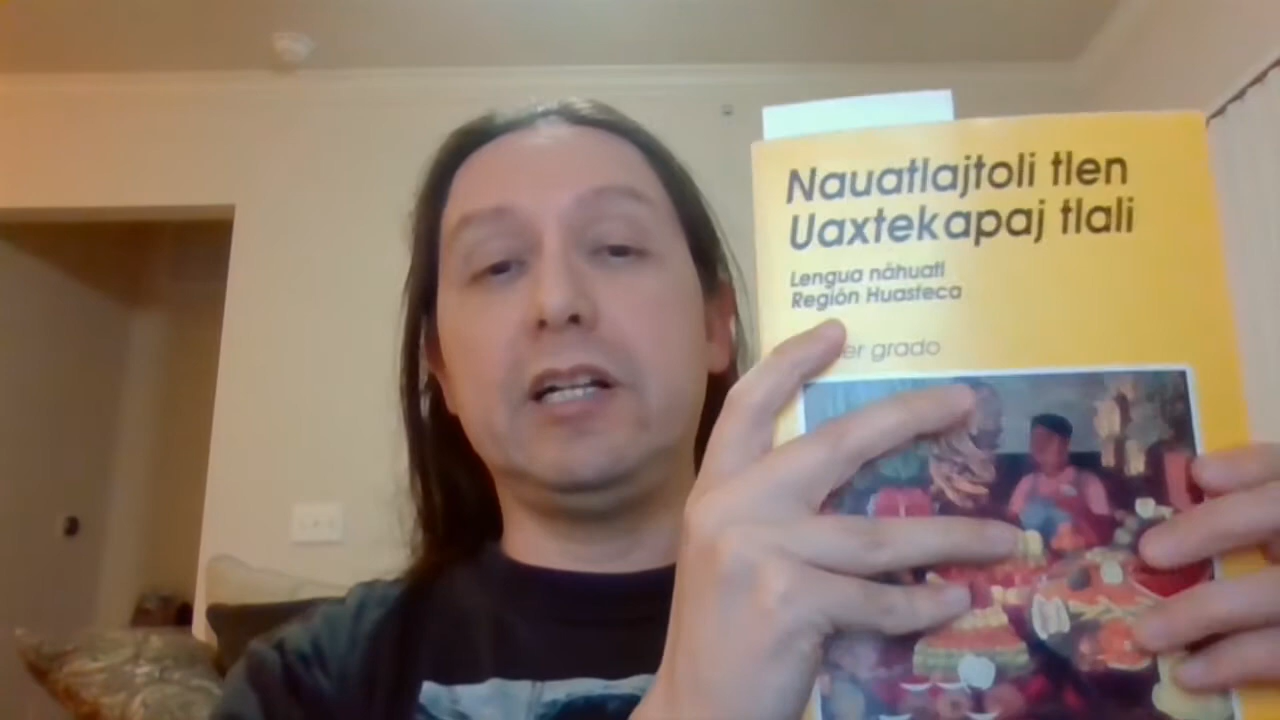 Nauatlajtoli tlen
Uaxtekapaj tlali
Lengua náhuatl
Región Huasteca
grado